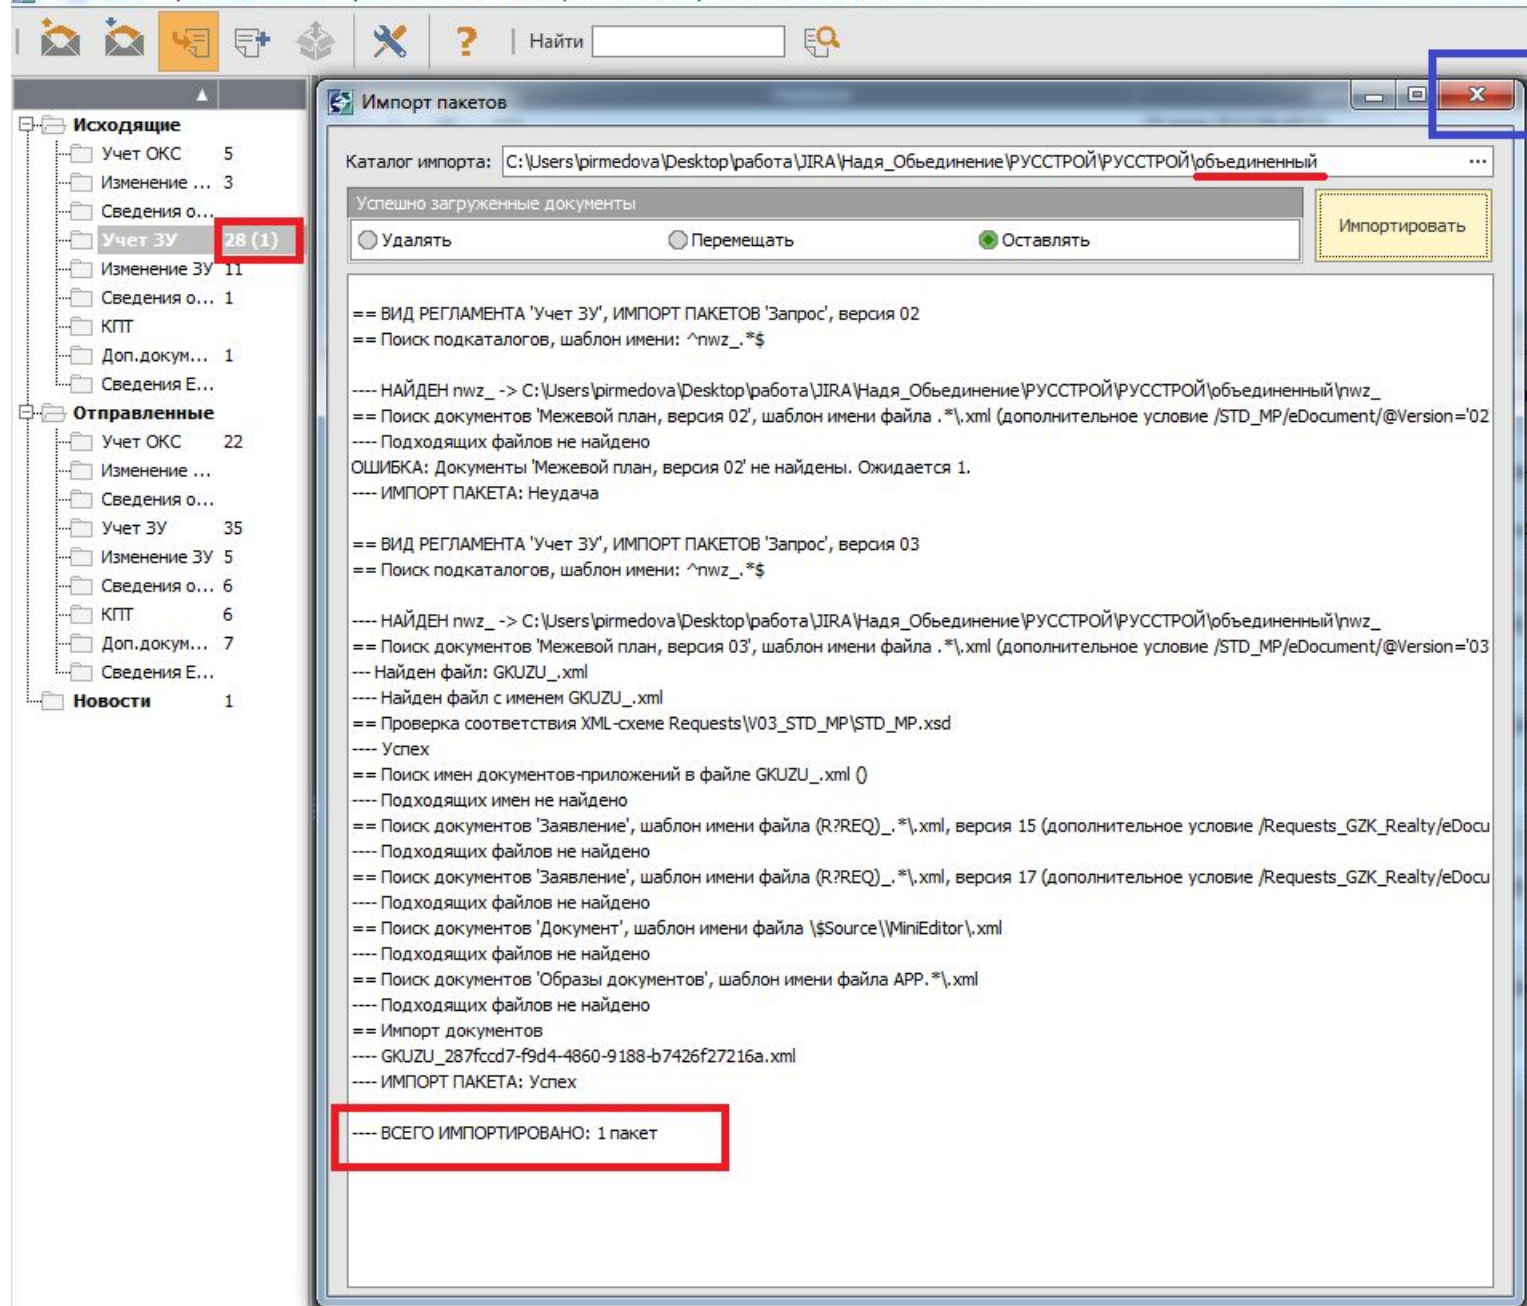 Найти
Исходящие
Учет ОКС 5
Изменение ... 3
Сведения о...
Учет ЗУ 28 (1)
Изменение ЗУ 11
Сведения о... 1
КПТ
Доп.докум... 1
Сведения Е...
Отправленные
Учет ОКС 22
Изменение ...
Сведения о...
Учет ЗУ 35
Изменение ЗУ 5
Сведения о... 6
КПТ 6
Доп.докум... 7
Сведения Е...
Новости 1
Импорт пакетов
Каталог импорта: C:\Users\pirmedova\Desktop\работа\JIRA\Надя_Обьединение\РУССТРОЙ\РУССТРОЙ\объединенный ...
Успешно загруженные документы
Удалять Перемещать Оставлять
Импортировать
== ВИД РЕГЛАМЕНТА 'Учет ЗУ', ИМПОРТ ПАКЕТОВ 'Запрос', версия 02
== Поиск подкаталогов, шаблон имени: ^nwz_.*$
---- НАЙДЕН nwz_ -> C:\Users\pirmedova\Desktop\работа\JIRA\Надя_Обьединение\РУССТРОЙ\РУССТРОЙ\объединенный\nwz_
== Поиск документов 'Межевой план, версия 02', шаблон имени файла .*\.xml (дополнительное условие /STD_MP/eDocument/@Version='02
---- Подходящих файлов не найдено
ОШИБКА: Документы 'Межевой план, версия 02' не найдены. Ожидается 1.
---- ИМПОРТ ПАКЕТА: Неудача
== ВИД РЕГЛАМЕНТА 'Учет ЗУ', ИМПОРТ ПАКЕТОВ 'Запрос', версия 03
== Поиск подкаталогов, шаблон имени: ^nwz_.*$
---- НАЙДЕН nwz_ -> C:\Users\pirmedova\Desktop\работа\JIRA\Надя_Обьединение\РУССТРОЙ\РУССТРОЙ\объединенный\nwz_
== Поиск документов 'Межевой план, версия 03', шаблон имени файла .*\.xml (дополнительное условие /STD_MP/eDocument/@Version='03
--- Найден файл: GKUZU_.xml
---- Найден файл с именем GKUZU_.xml
== Проверка соответствия XML-схеме Requests\V03_STD_MP\STD_MP.xsd
---- Успех
== Поиск имен документов-приложений в файле GKUZU_.xml ()
---- Подходящих имен не найдено
== Поиск документов 'Заявление', шаблон имени файла (R?REQ)_.*\.xml, версия 15 (дополнительное условие /Requests_GZK_Realty/eDocu
---- Подходящих файлов не найдено
== Поиск документов 'Заявление', шаблон имени файла (R?REQ)_.*\.xml, версия 17 (дополнительное условие /Requests_GZK_Realty/eDocu
---- Подходящих файлов не найдено
== Поиск документов 'Документ', шаблон имени файла \$Source\\MiniEditor\.xml
---- Подходящих файлов не найдено
== Поиск документов 'Образы документов', шаблон имени файла APP.*\.xml
---- Подходящих файлов не найдено
== Импорт документов
---- GKUZU_287fccd7-f9d4-4860-9188-b7426f27216a.xml
---- ИМПОРТ ПАКЕТА: Успех
---- ВСЕГО ИМПОРТИРОВАНО: 1 пакет